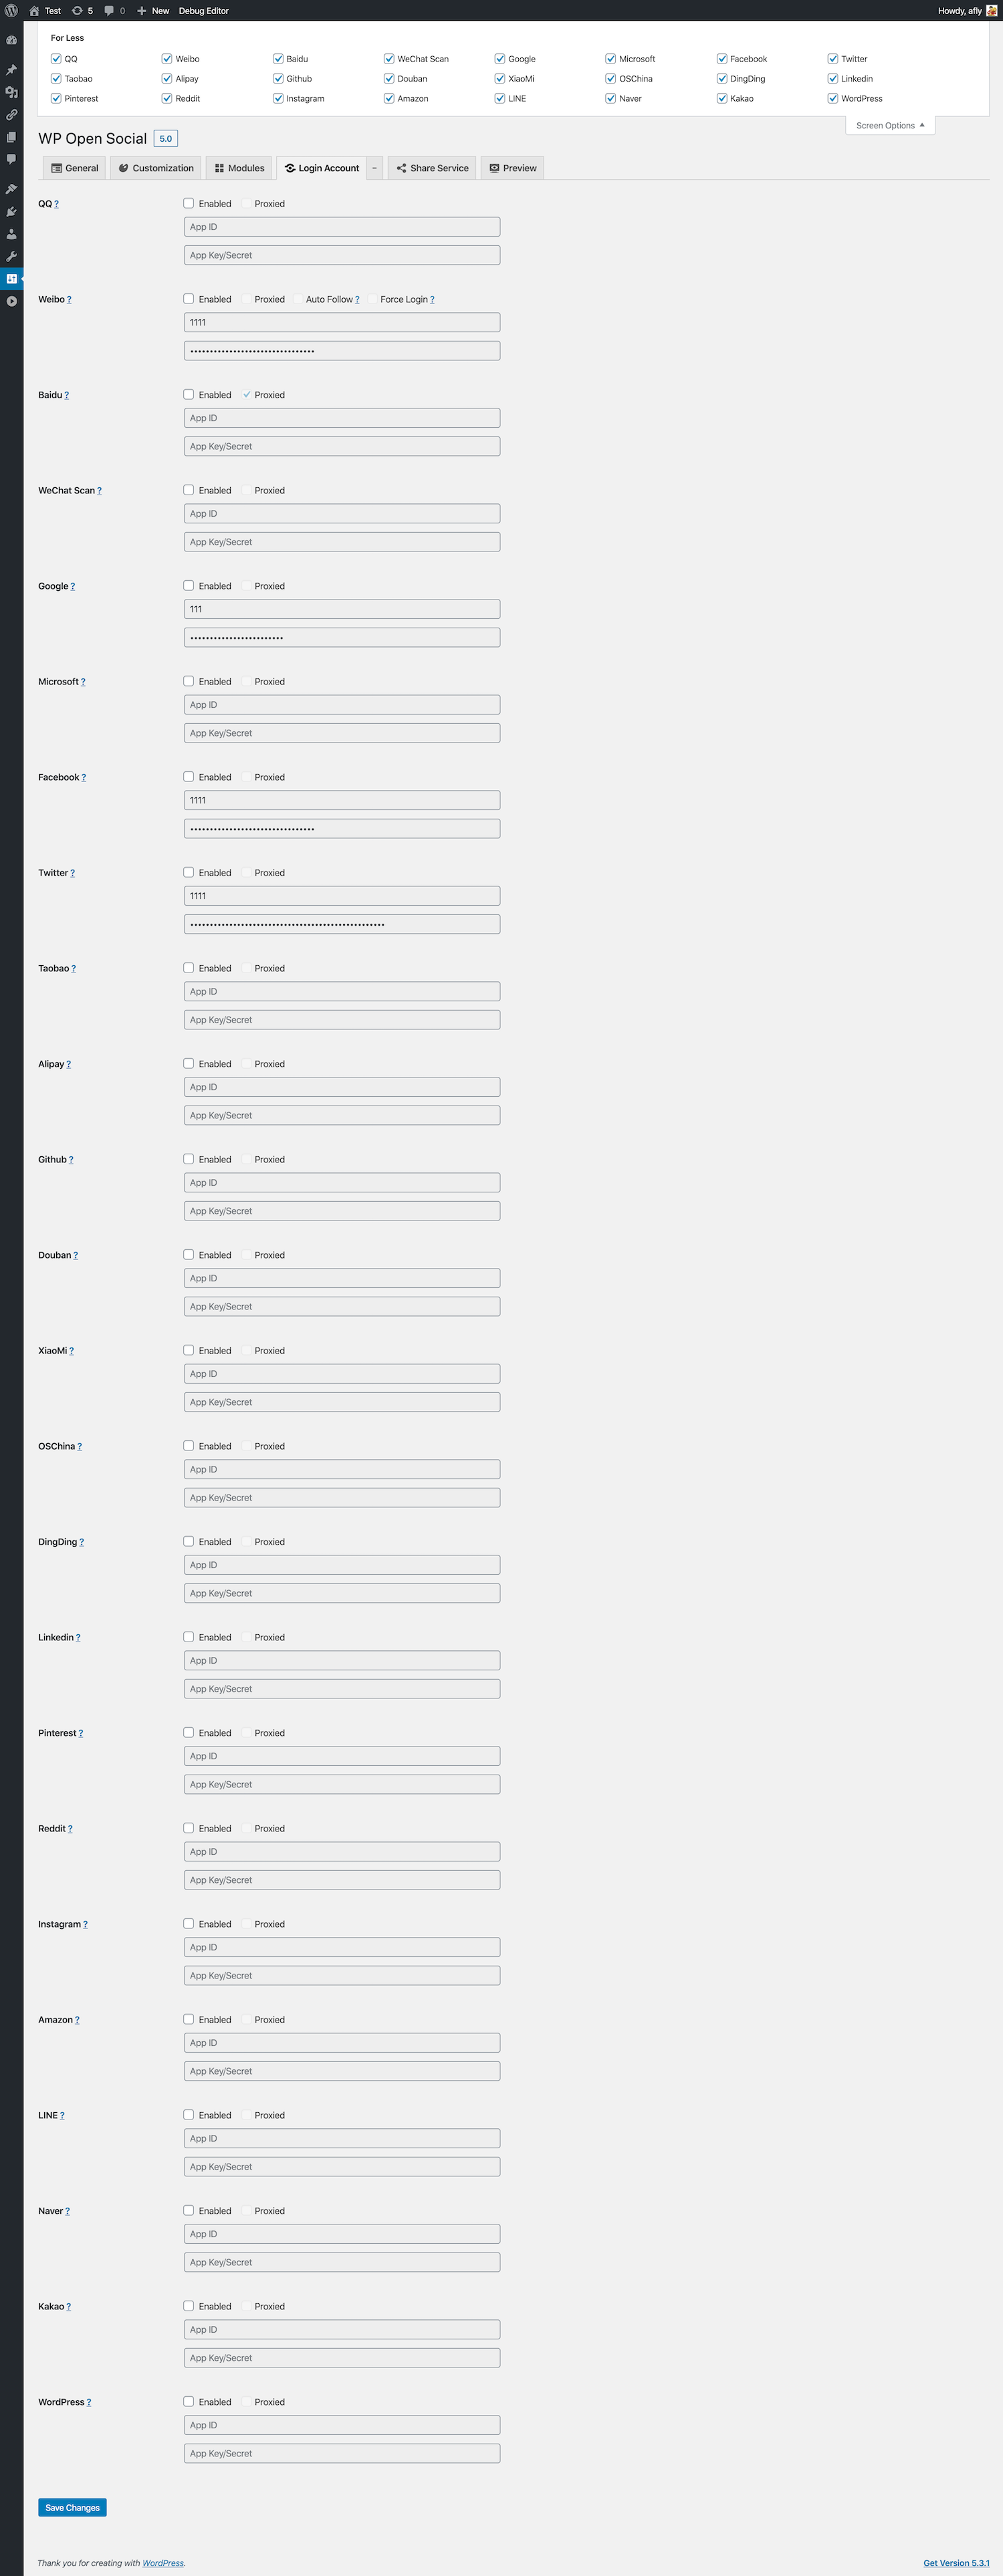 Test 5 0 New Debug Editor Howdy, afly
For Less
QQ Weibo Baidu WeChat Scan Google Microsoft Facebook Twitter
Taobao Alipay Github Douban XiaoMi OSChina DingDing Linkedin
Pinterest Reddit Instagram Amazon LINE Naver Kakao WordPress
Screen Options
WP Open Social 5.0
General Customization Modules Login Account - Share Service Preview
QQ ? Enabled Proxied
App ID
App Key/Secret
Weibo ? Enabled Proxied Auto Follow ? Force Login ?
1111
Baidu ? Enabled Proxied
App ID
App Key/Secret
WeChat Scan ? Enabled Proxied
App ID
App Key/Secret
Google ? Enabled Proxied
111
Microsoft ? Enabled Proxied
App ID
App Key/Secret
Facebook ? Enabled Proxied
1111
Twitter ? Enabled Proxied
1111
Taobao ? Enabled Proxied
App ID
App Key/Secret
Alipay ? Enabled Proxied
App ID
App Key/Secret
Github ? Enabled Proxied
App ID
App Key/Secret
Douban ? Enabled Proxied
App ID
App Key/Secret
XiaoMi ? Enabled Proxied
App ID
App Key/Secret
OSChina ? Enabled Proxied
App ID
App Key/Secret
DingDing ? Enabled Proxied
App ID
App Key/Secret
Linkedin ? Enabled Proxied
App ID
App Key/Secret
Pinterest ? Enabled Proxied
App ID
App Key/Secret
Reddit ? Enabled Proxied
App ID
App Key/Secret
Instagram ? Enabled Proxied
App ID
App Key/Secret
Amazon ? Enabled Proxied
App ID
App Key/Secret
LINE ? Enabled Proxied
App ID
App Key/Secret
Naver ? Enabled Proxied
App ID
App Key/Secret
Kakao ? Enabled Proxied
App ID
App Key/Secret
WordPress ? Enabled Proxied
App ID
App Key/Secret
Save Changes
Thank you for creating with WordPress. Get Version 5.3.1